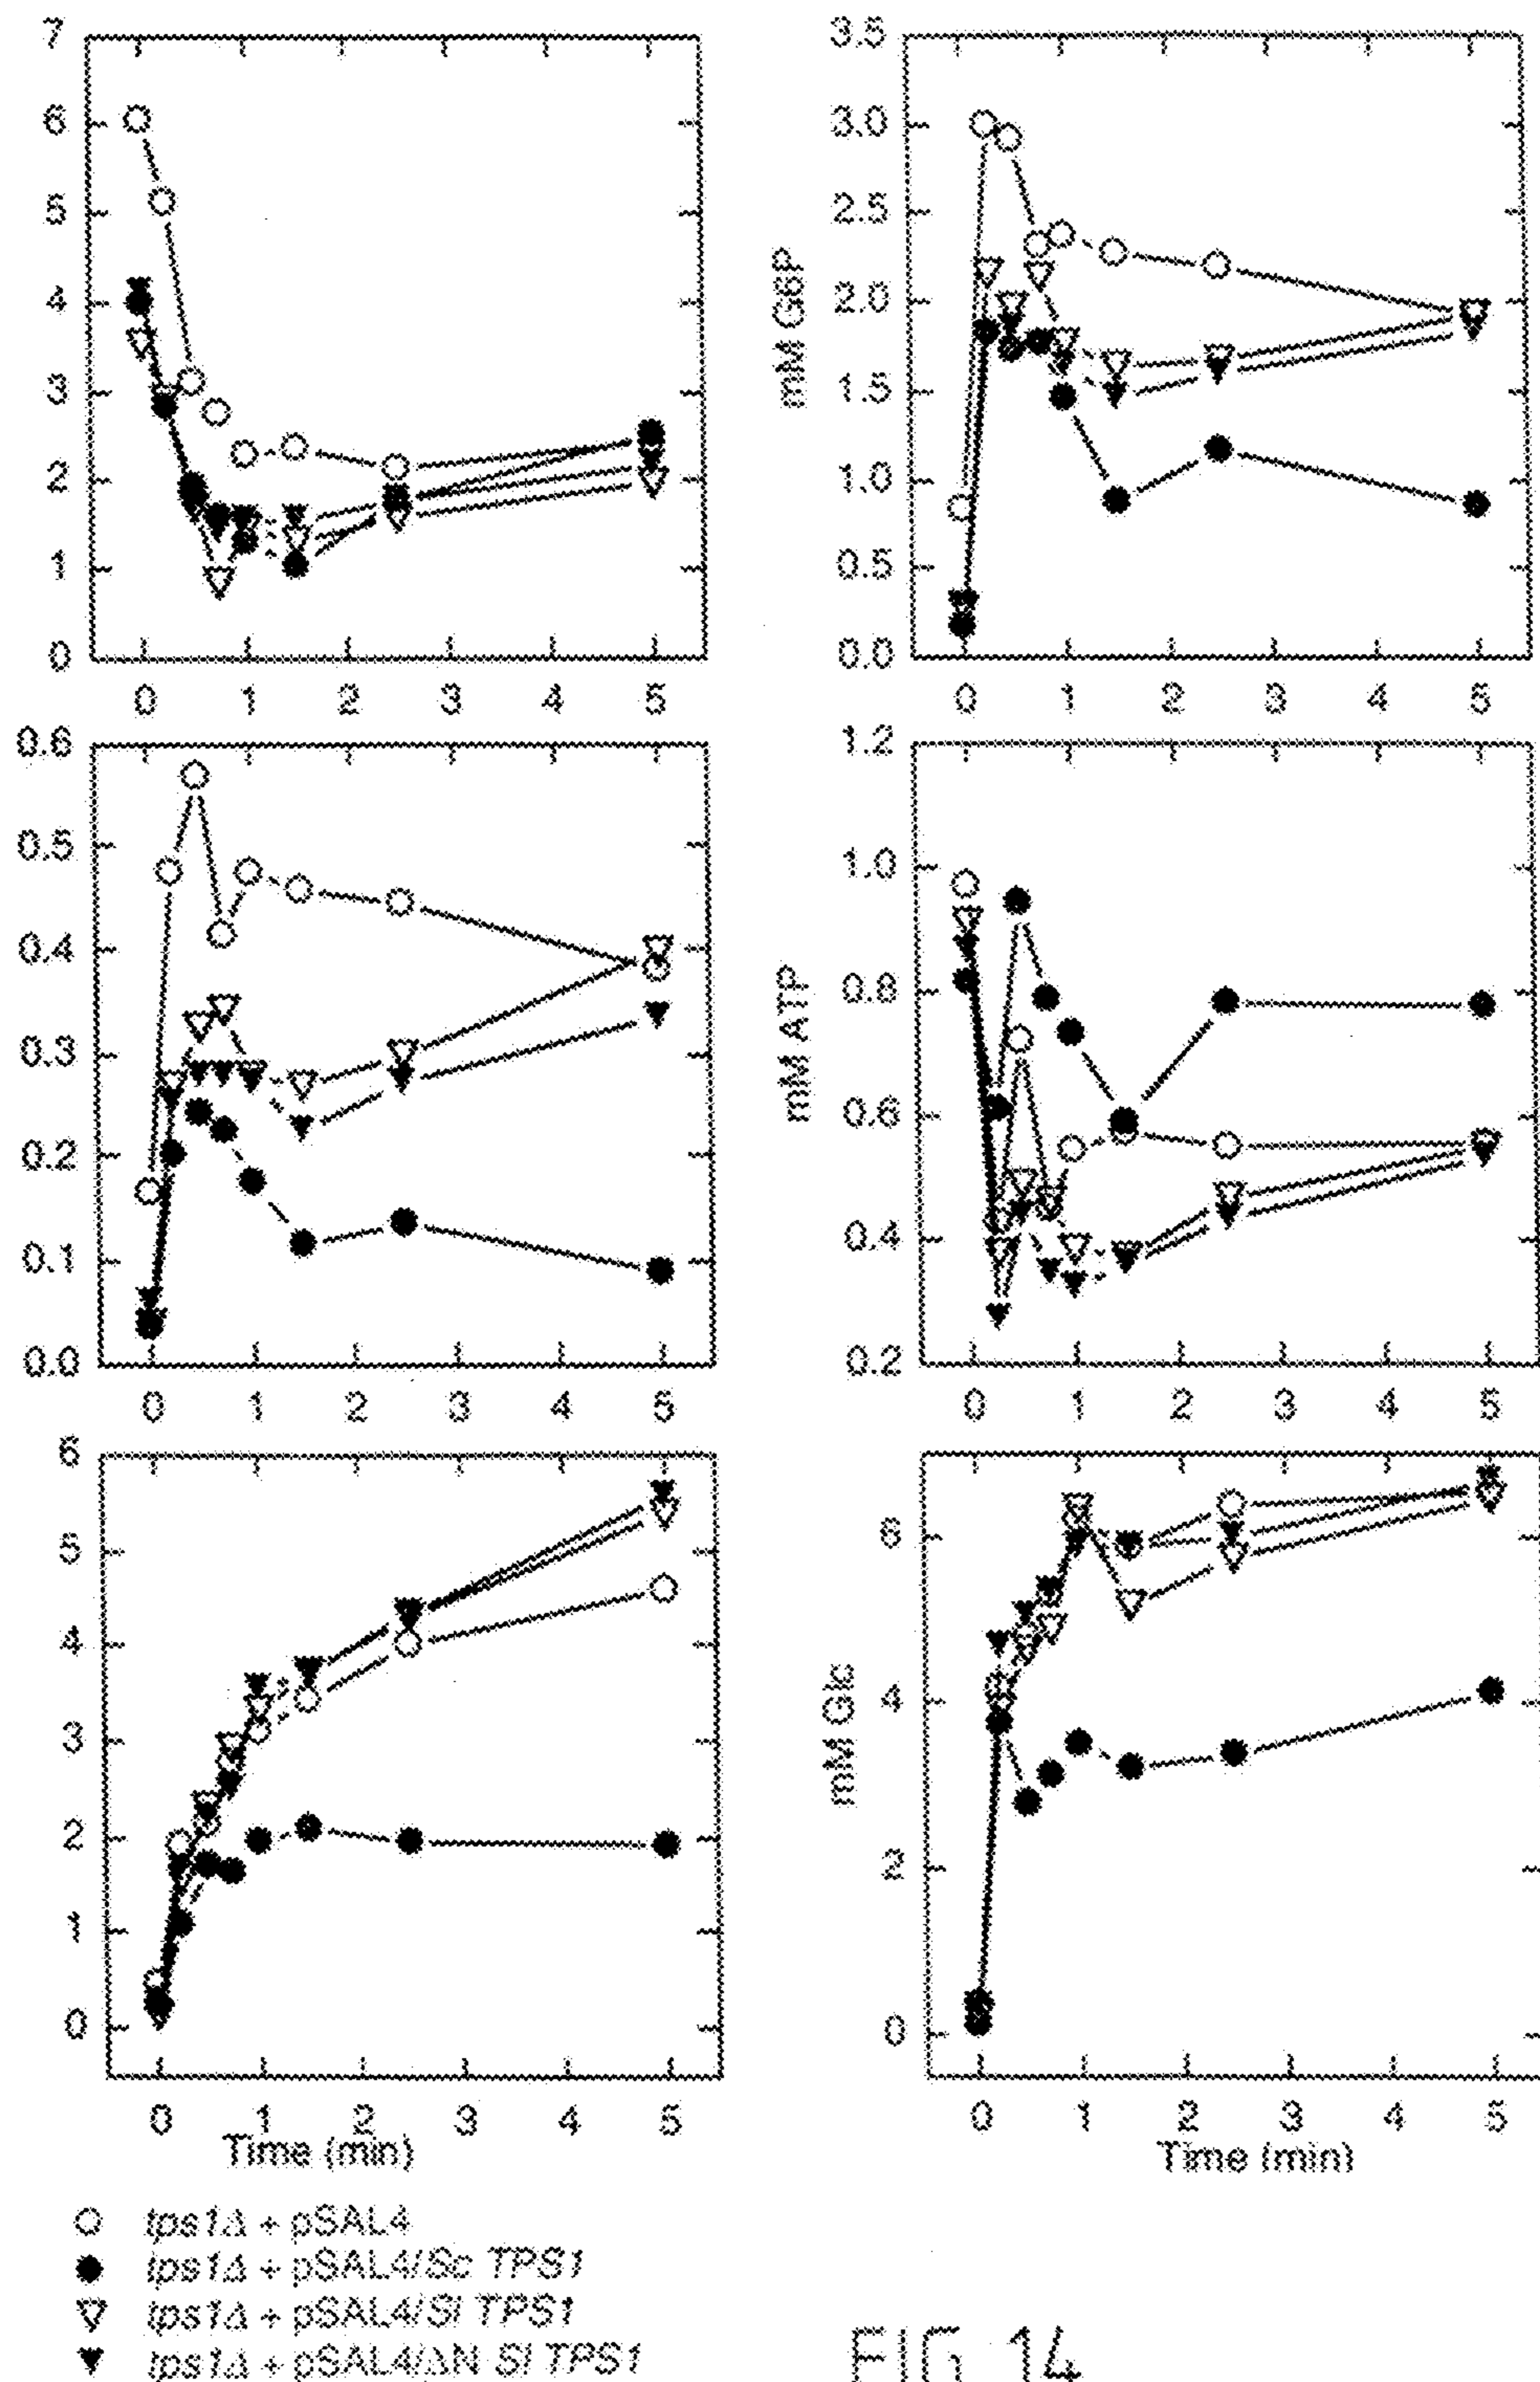 7
6
5
4
3
2
1
0
0 1 2 3 4 5
mM G6P
3.5
3.0
2.5
2.0
1.5
1.0
0.5
0.0
0 1 2 3 4 5
0.6
0.5
0.4
0.3
0.2
0.1
0.0
0 1 2 3 4 5
mM ATP
1.2
1.0
0.8
0.6
0.4
0.2
0 1 2 3 4 5
6
5
4
3
2
1
0
0 1 2 3 4 5
Time (min)
mM Glc
6
4
2
0
0 1 2 3 4 5
Time (min)
tps1Δ + pSAL4
tps1Δ + pSAL4/Sc TPS1
tps1Δ + pSAL4/Sl TPS1
tps1Δ + pSAL4/ΔN Sl TPS1
FIG. 14